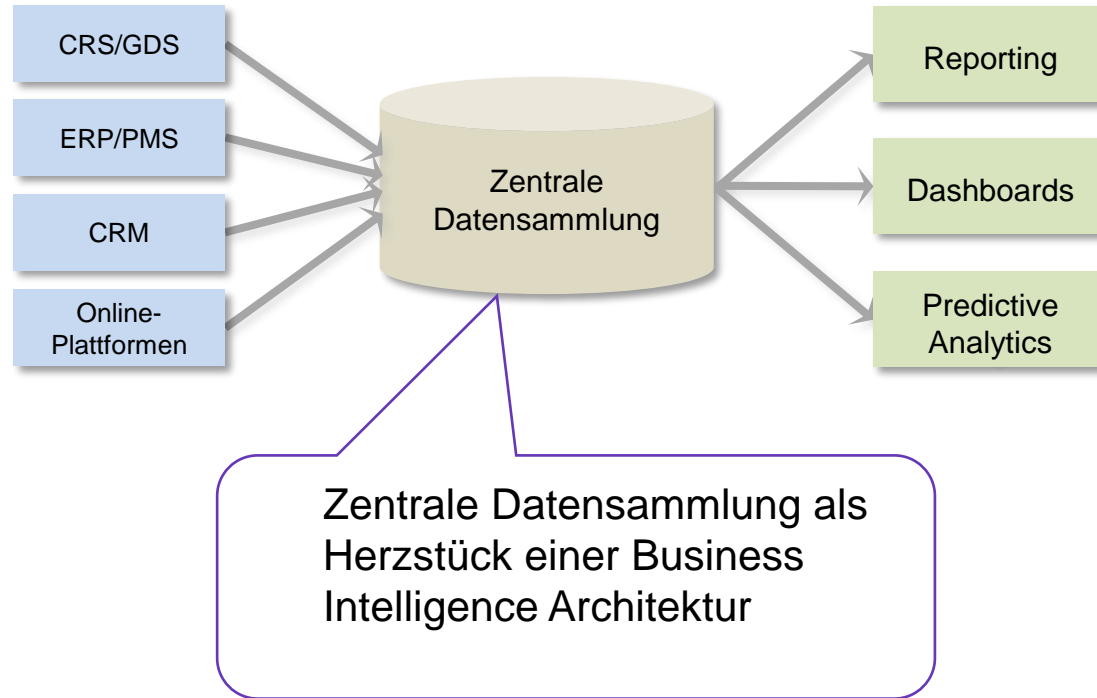 CRS/GDS
ERP/PMS
CRM
Online-
Plattformen
Zentrale
Datensammlung
Reporting
Dashboards
Predictive
Analytics
Zentrale Datensammlung als
Herzstück einer Business
Intelligence Architektur